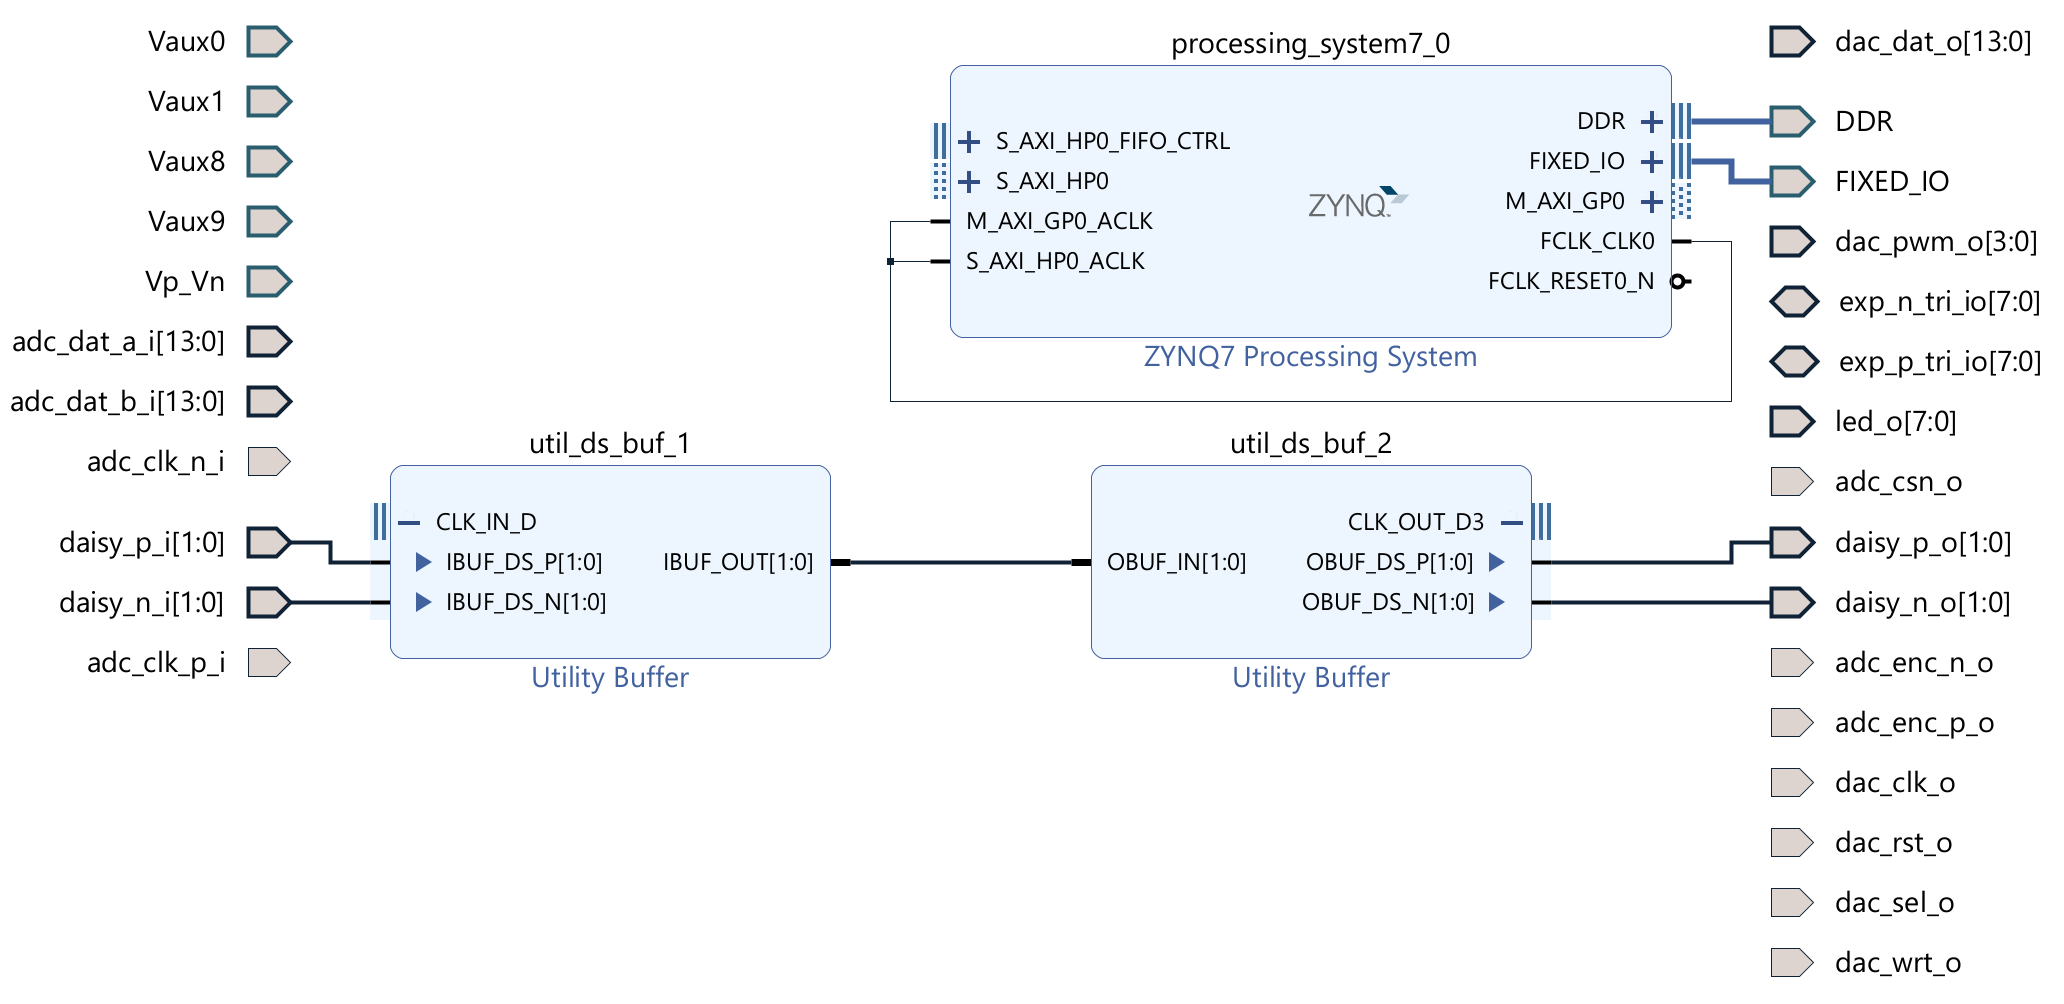 Vaux0
Vaux1
Vaux8
Vaux9
Vp_Vn
adc_dat_a_i[13:0]
adc_dat_b_i[13:0]
adc_clk_n_i
daisy_p_i[1:0]
daisy_n_i[1:0]
adc_clk_p_i
util_ds_buf_1
CLK_IN_D
IBUF_DS_P[1:0]
IBUF_DS_N[1:0]
IBUF_OUT[1:0]
Utility Buffer
processing_system7_0
S_AXI_HP0_FIFO_CTRL
S_AXI_HP0
M_AXI_GP0_ACLK
S_AXI_HP0_ACLK
ZYNQ
DDR
FIXED_IO
M_AXI_GP0
FCLK_CLK0
FCLK_RESET0_N
ZYNQ7 Processing System
util_ds_buf_2
OBUF_IN[1:0]
CLK_OUT_D3
OBUF_DS_P[1:0]
OBUF_DS_N[1:0]
Utility Buffer
dac_dat_o[13:0]
DDR
FIXED_IO
dac_pwm_o[3:0]
exp_n_tri_io[7:0]
exp_p_tri_io[7:0]
led_o[7:0]
adc_csn_o
daisy_p_o[1:0]
daisy_n_o[1:0]
adc_enc_n_o
adc_enc_p_o
dac_clk_o
dac_rst_o
dac_sel_o
dac_wrt_o